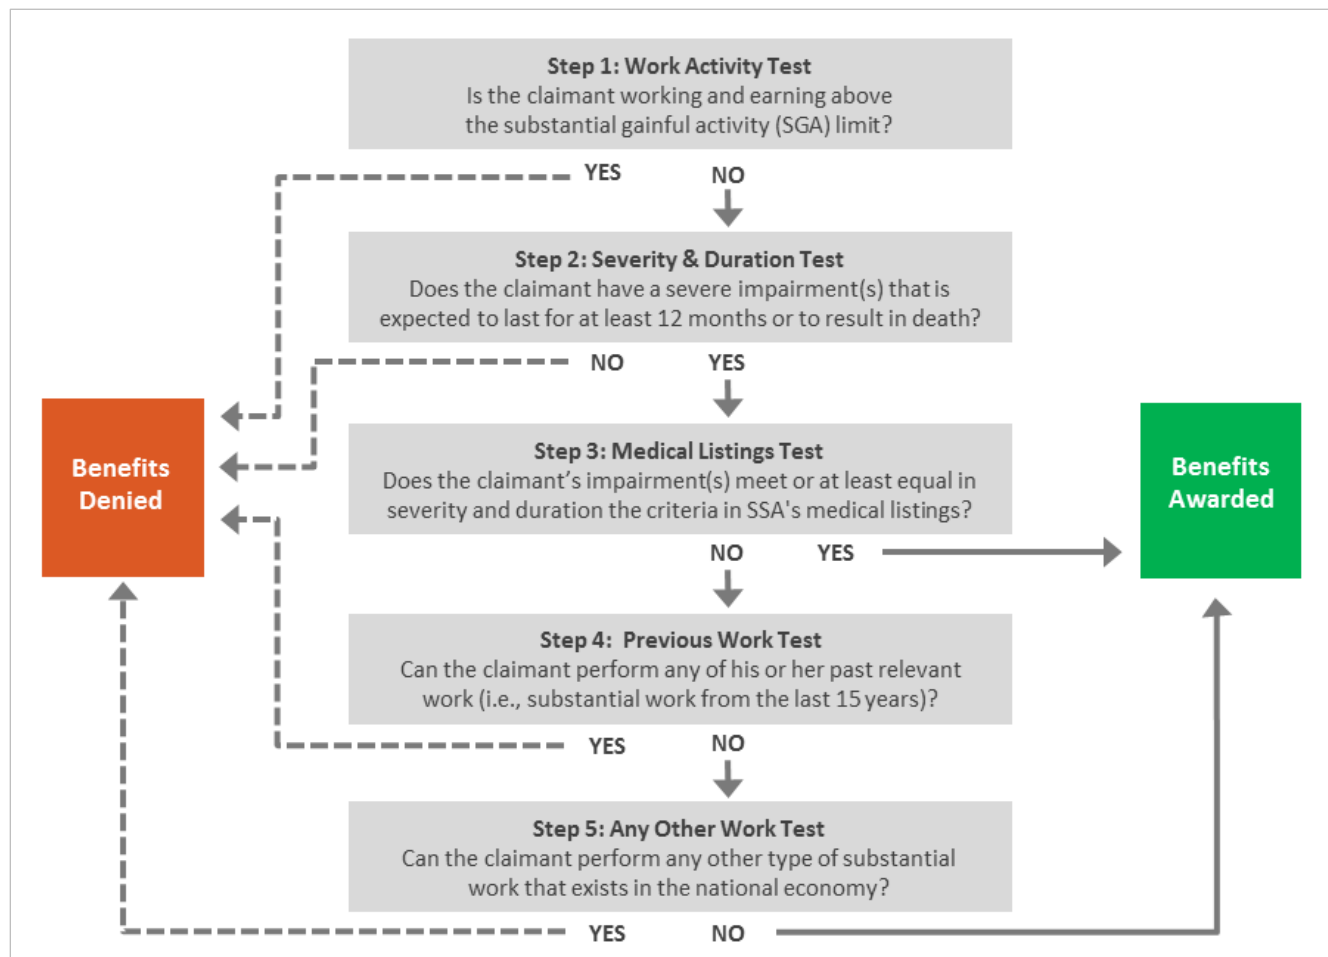 Step 1: Work Activity Test
Is the claimant working and earning above
the substantial gainful activity (SGA) limit?
YES
NO
Step 2: Severity & Duration Test
Does the claimant have a severe impairment(s) that is
expected to last for at least 12 months or to result in death?
NO
YES
Step 3: Medical Listings Test
Does the claimant’s impairment(s) meet or at least equal in
severity and duration the criteria in SSA's medical listings?
NO
YES
Benefits
Denied
Benefits
Awarded
Step 4: Previous Work Test
Can the claimant perform any of his or her past relevant
work (i.e., substantial work from the last 15 years)?
YES
NO
Step 5: Any Other Work Test
Can the claimant perform any other type of substantial
work that exists in the national economy?
YES
NO